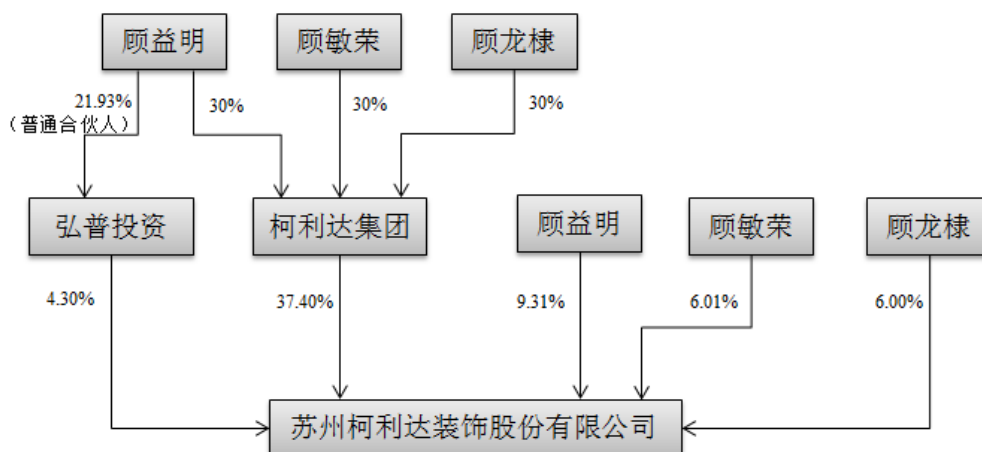 顾益明
顾敏荣
顾龙棣
21.93%
（普通合伙人）
30%
30%
30%
弘普投资
柯利达集团
顾益明
顾敏荣
顾龙棣
4.30%
37.40%
9.31%
6.01%
6.00%
苏州柯利达装饰股份有限公司